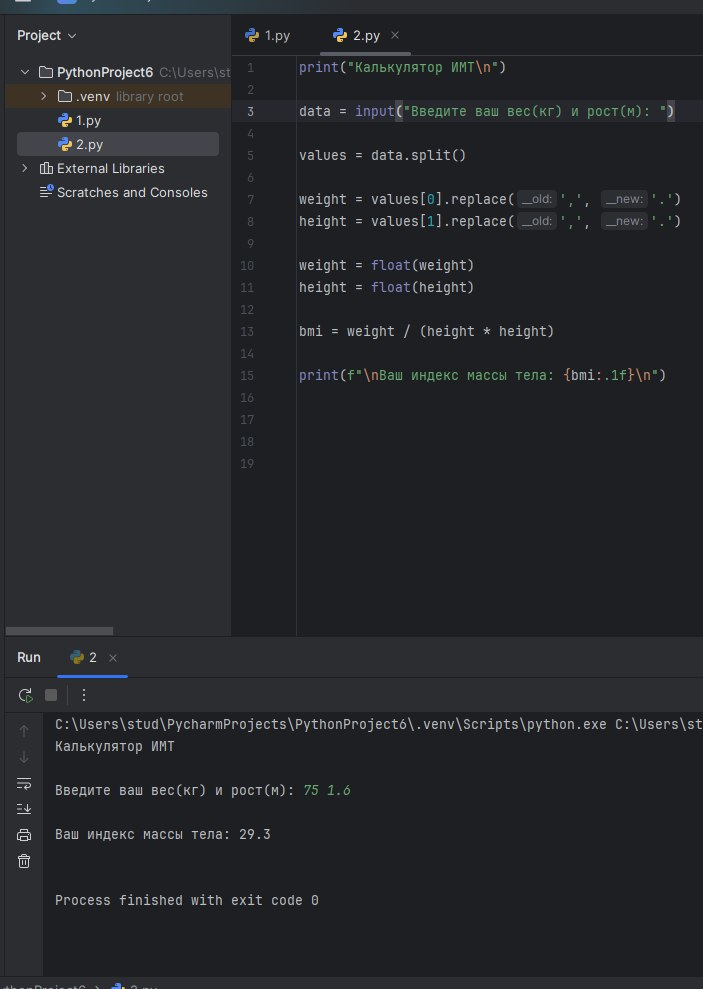 Project
1.py
2.py
PythonProject6 C:\Users\st
.venv library root
1.py
2.py
External Libraries
Scratches and Consoles
1 print("Калькулятор ИМТ\n")
2
3 data = input("Введите ваш вес(кг) и рост(м): ")
4
5 values = data.split()
6
7 weight = values[0].replace( __old: ',', __new: '.')
8 height = values[1].replace( __old: ',', __new: '.')
9
10 weight = float(weight)
11 height = float(height)
12
13 bmi = weight / (height * height)
14
15 print(f"\nВаш индекс массы тела: {bmi:.1f}\n")
16
17
18
19
Run
2
C:\Users\stud\PycharmProjects\PythonProject6\.venv\Scripts\python.exe C:\Users\st
Калькулятор ИМТ
Введите ваш вес(кг) и рост(м): 75 1.6
Ваш индекс массы тела: 29.3
Process finished with exit code 0